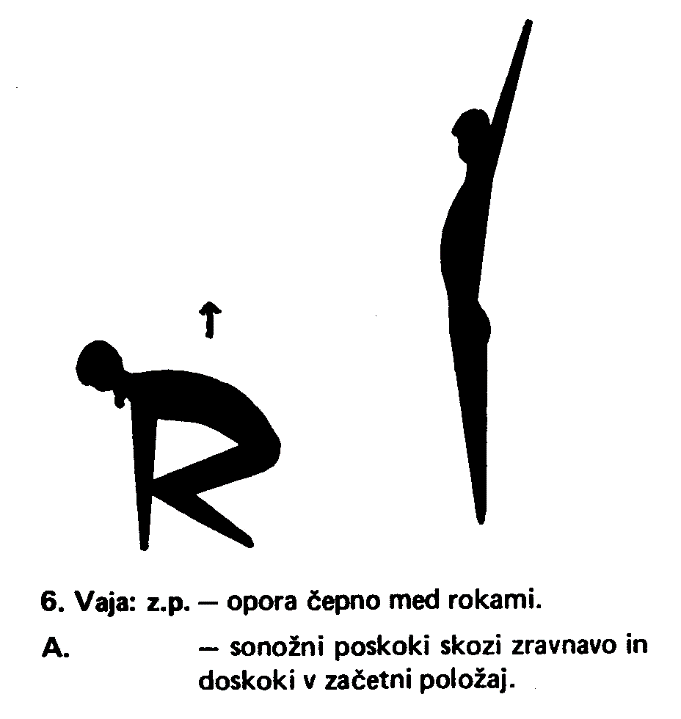 6. Vaja: z.p. — opora čepno med rokami.
A. — sonožni poskoki skozi zravnavo in
doskoki v začetni položaj.